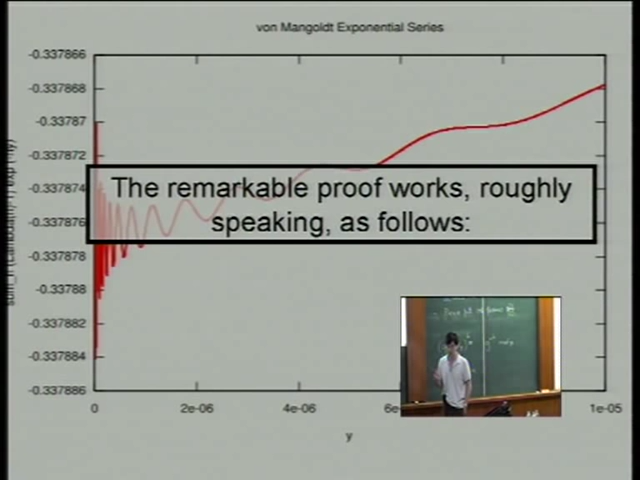 von Mangoldt Exponential Series
-0.337866
-0.337868
-0.33787
-0.337872
-0.337874
-0.337876
-0.337878
-0.33788
-0.337882
-0.337884
-0.337886
The remarkable proof works, roughly
speaking, as follows:
0
2e-06
4e-06
1e-05
y